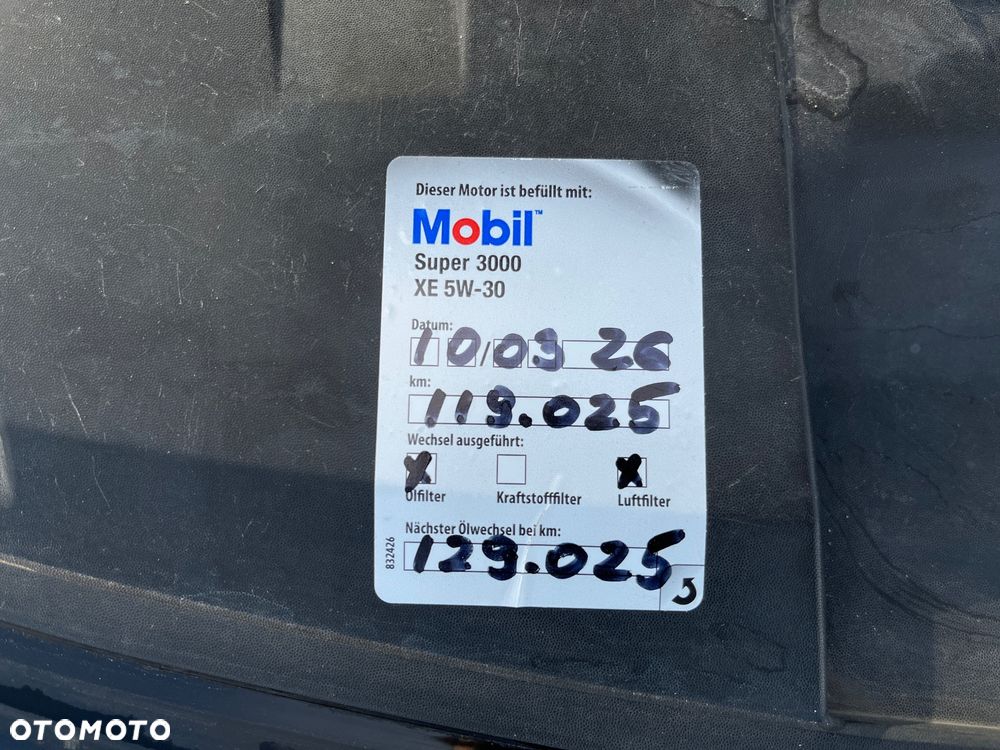 Dieser Motor ist befüllt mit:
Mobil™
Super 3000
XE 5W-30
Datum:
10/03 26
km:
119.025
Wechsel ausgeführt:
x x
Ölfilter Kraftstofffilter Luftfilter
Nächster Ölwechsel bei km:
129.025
832426
OTOMOTO